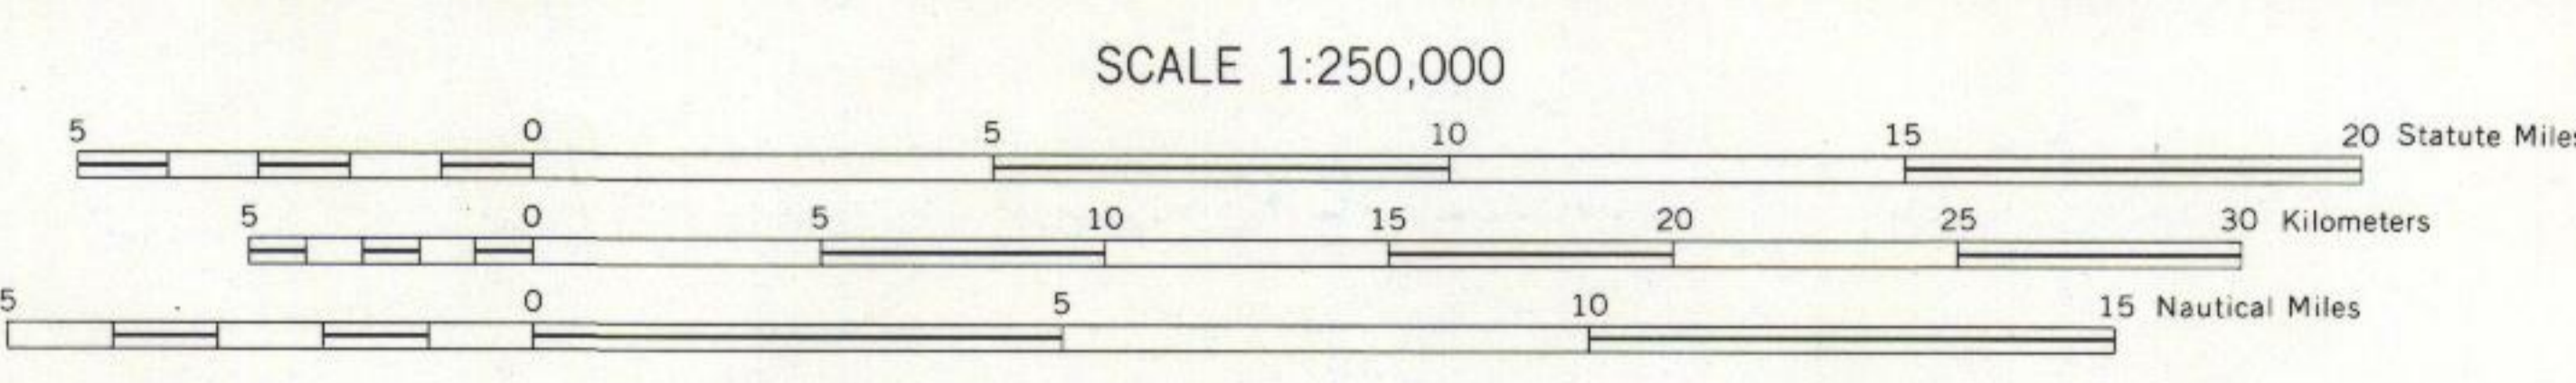 SCALE 1:250,000
5 0 5 10 15 20 Statute Miles
5 0 5 10 15 20 25 30 Kilometers
5 0 5 10 15 Nautical Miles